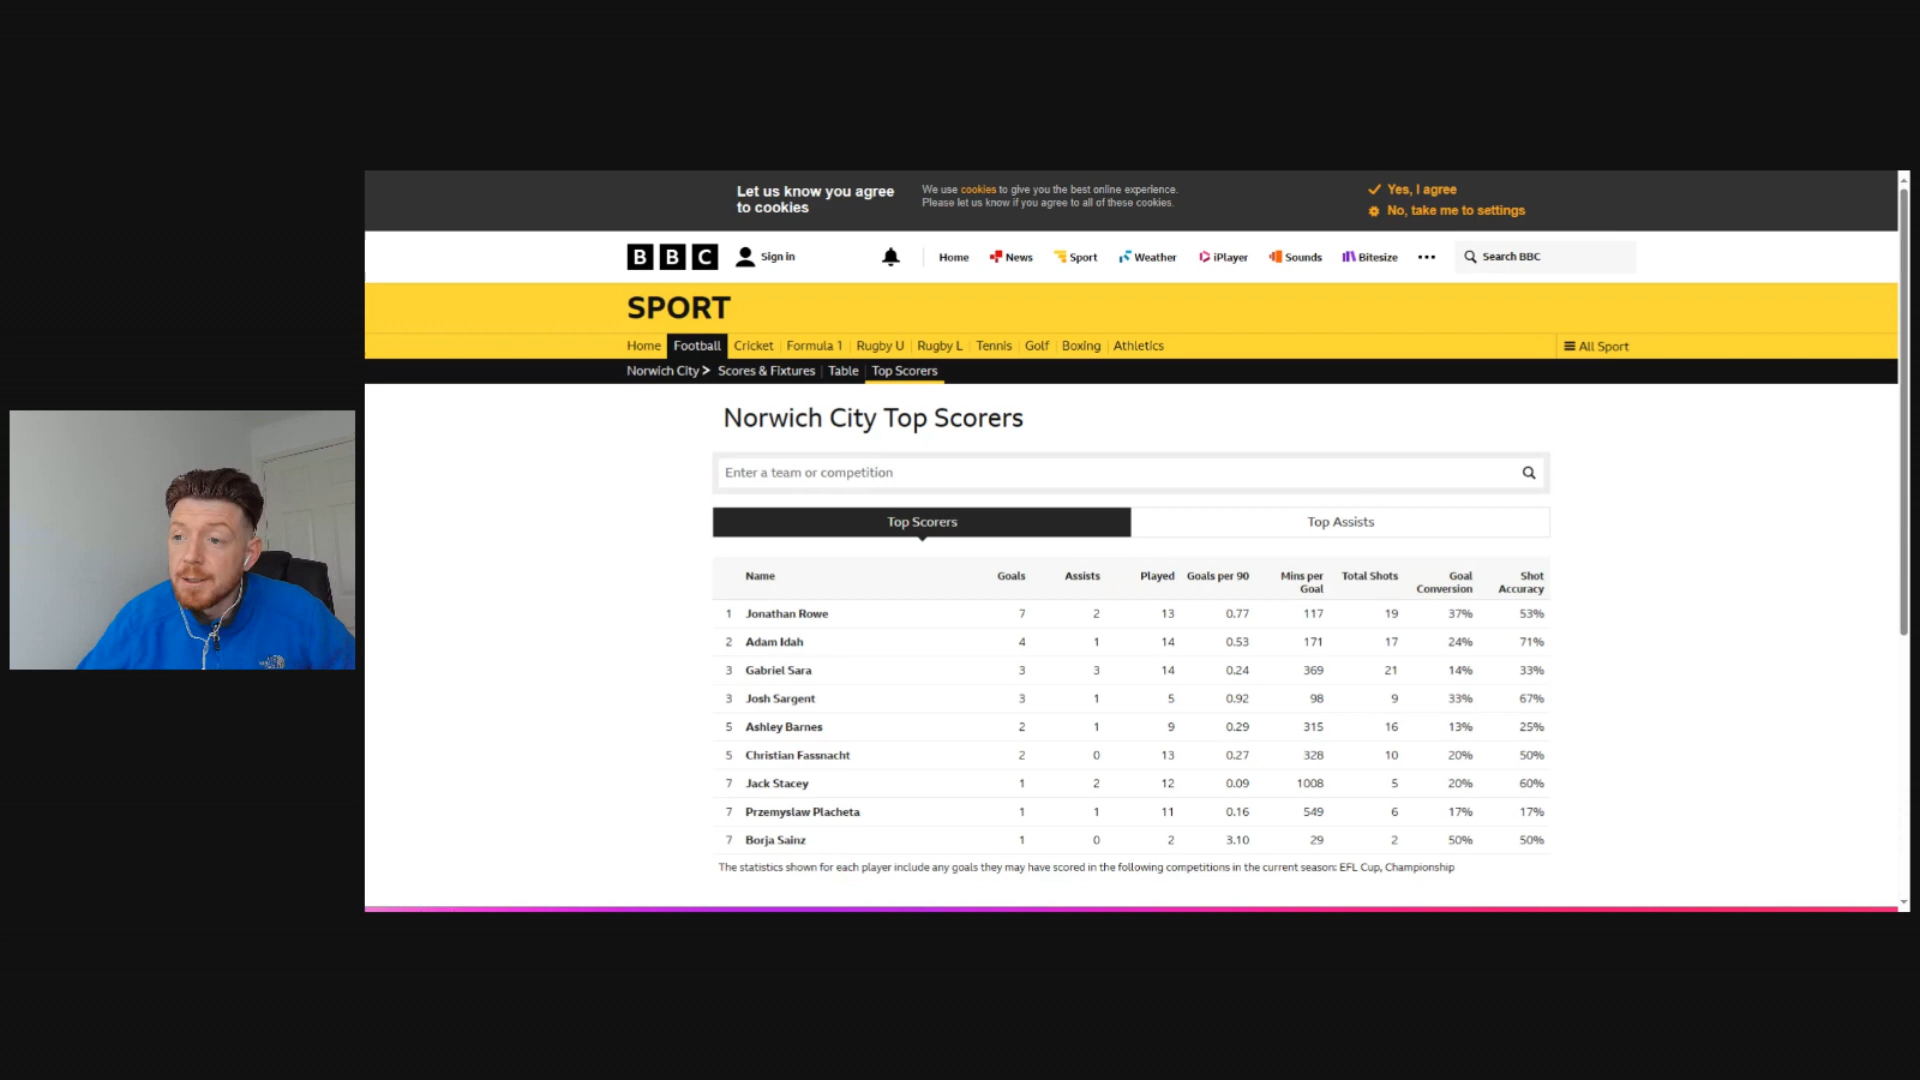 Let us know you agree
to cookies
We use cookies to give you the best online experience.
Please let us know if you agree to all of these cookies.
Yes, I agree
No, take me to settings
BBC Sign in Home News Sport Weather iPlayer Sounds Bitesize Search BBC
SPORT
Home Football Cricket Formula 1 Rugby U Rugby L Tennis Golf Boxing Athletics All Sport
Norwich City Scores & Fixtures Table Top Scorers
Norwich City Top Scorers
Enter a team or competition
Top Scorers Top Assists
Name Goals Assists Played Goals per 90 Mins per Goal Total Shots Goal Conversion Shot Accuracy
1 Jonathan Rowe 7 2 13 0.77 117 19 37% 53%
2 Adam Idah 4 1 14 0.53 171 17 24% 71%
3 Gabriel Sara 3 3 14 0.24 369 21 14% 33%
3 Josh Sargent 3 1 5 0.92 98 9 33% 67%
5 Ashley Barnes 2 1 9 0.29 315 16 13% 25%
5 Christian Fassnacht 2 0 13 0.27 328 10 20% 50%
7 Jack Stacey 1 2 12 0.09 1008 5 20% 60%
7 Przemyslaw Placheta 1 1 11 0.16 549 6 17% 17%
7 Borja Sainz 1 0 2 3.10 29 2 50% 50%
The statistics shown for each player include any goals they may have scored in the following competitions in the current season: EFL Cup, Championship